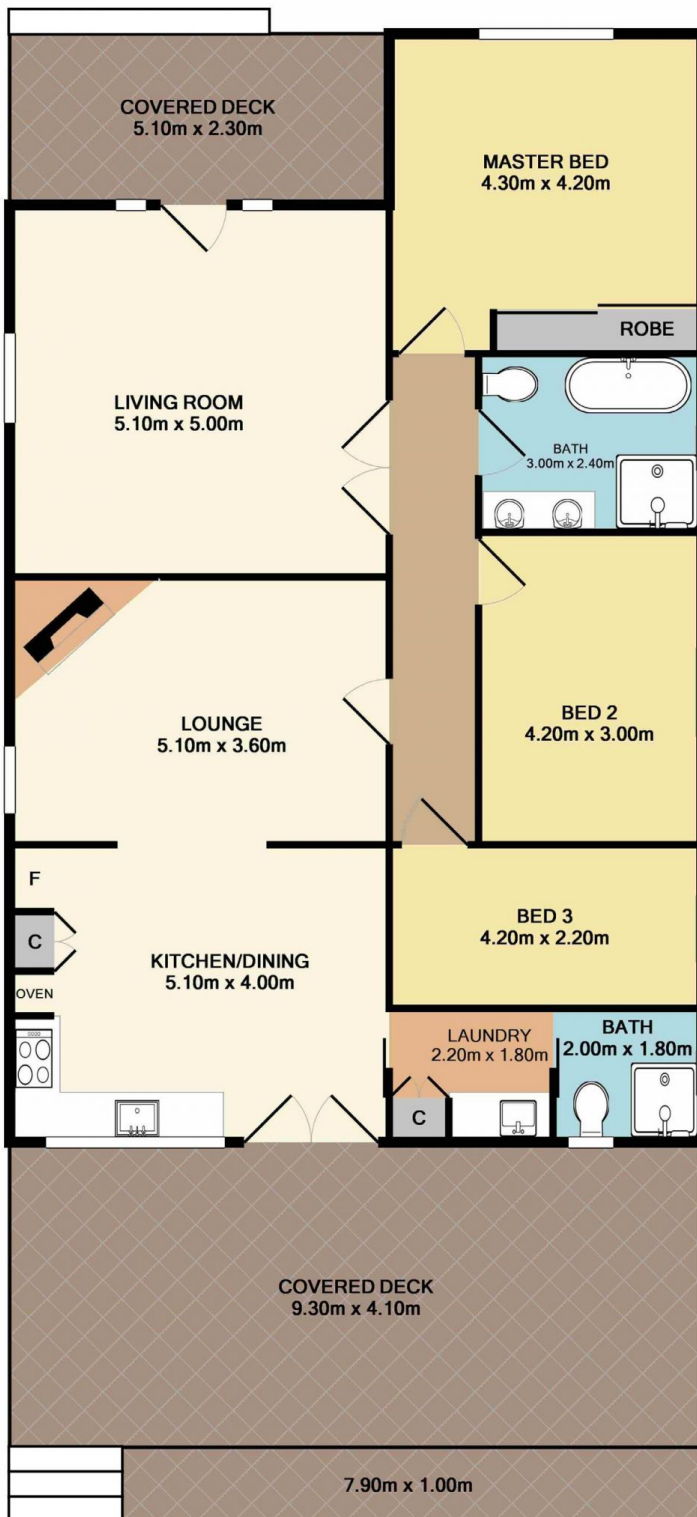 COVERED DECK
5.10m x 2.30m
MASTER BED
4.30m x 4.20m
ROBE
LIVING ROOM
5.10m x 5.00m
BATH
3.00m x 2.40m
LOUNGE
5.10m x 3.60m
BED 2
4.20m x 3.00m
F
C
OVEN
KITCHEN/DINING
5.10m x 4.00m
BED 3
4.20m x 2.20m
LAUNDRY
2.20m x 1.80m
C
BATH
2.00m x 1.80m
COVERED DECK
9.30m x 4.10m
7.90m x 1.00m